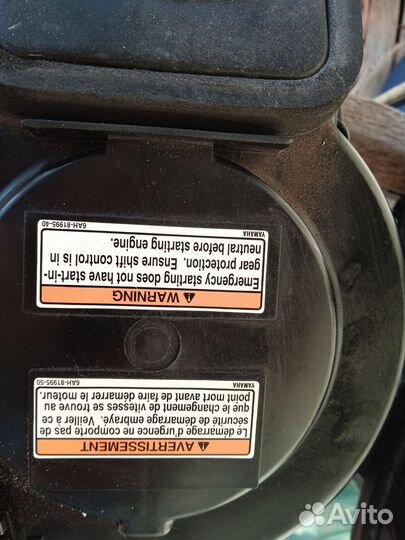 ⚠ WARNING
Emergency starting does not have start-in-
gear protection. Ensure shift control is in
neutral before starting engine.
YAMAHA 6AH-81995-40
⚠ AVERTISSEMENT
Le démarrage d'urgence ne comporte pas de
sécurité de démarrage embrayé. Veiller à ce
que le changement de vitesses se trouve au
point mort avant de faire démarrer le moteur.
YAMAHA 6AH-81995-50
Avito